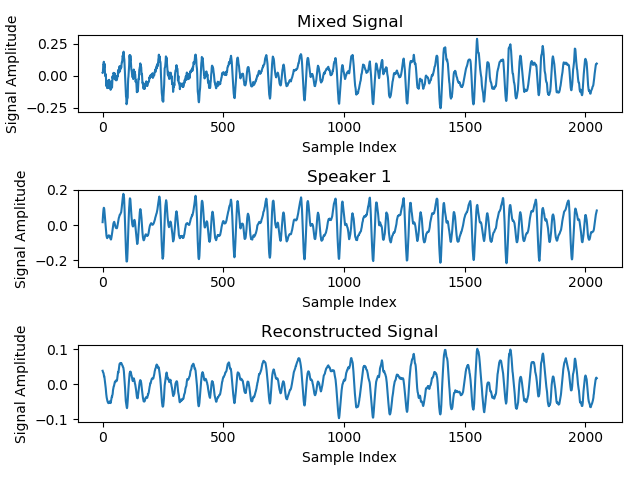 Mixed Signal
Signal Amplitude
0.25
0.00
−0.25
0 500 1000 1500 2000
Sample Index
Speaker 1
Signal Amplitude
0.2
0.0
−0.2
0 500 1000 1500 2000
Sample Index
Reconstructed Signal
Signal Amplitude
0.1
0.0
−0.1
0 500 1000 1500 2000
Sample Index